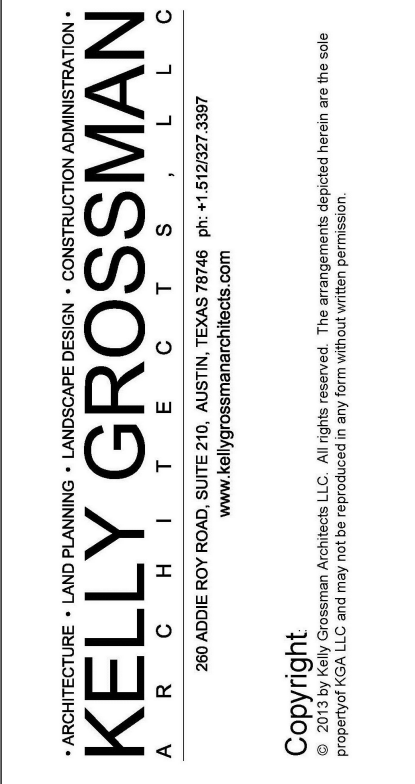 • ARCHITECTURE • LAND PLANNING • LANDSCAPE DESIGN • CONSTRUCTION ADMINISTRATION •
KELLY GROSSMAN
A R C H I T E C T S , L L C
260 ADDIE ROY ROAD, SUITE 210, AUSTIN, TEXAS 78746 ph: +1.512/327.3397
www.kellygrossmanarchitects.com
Copyright:
© 2013 by Kelly Grossman Architects LLC. All rights reserved. The arrangements depicted herein are the sole
propertyof KGA LLC and may not be reproduced in any form without written permission.